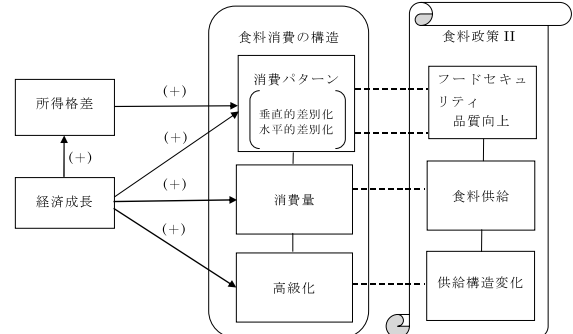 食料消費の構造
消費パターン
垂直的差別化
水平的差別化
消費量
高級化
所得格差
経済成長
(+)
(+)
(+)
(+)
(+)
食料政策 II
フードセキュ
リティ
品質向上
食料供給
供給構造変化